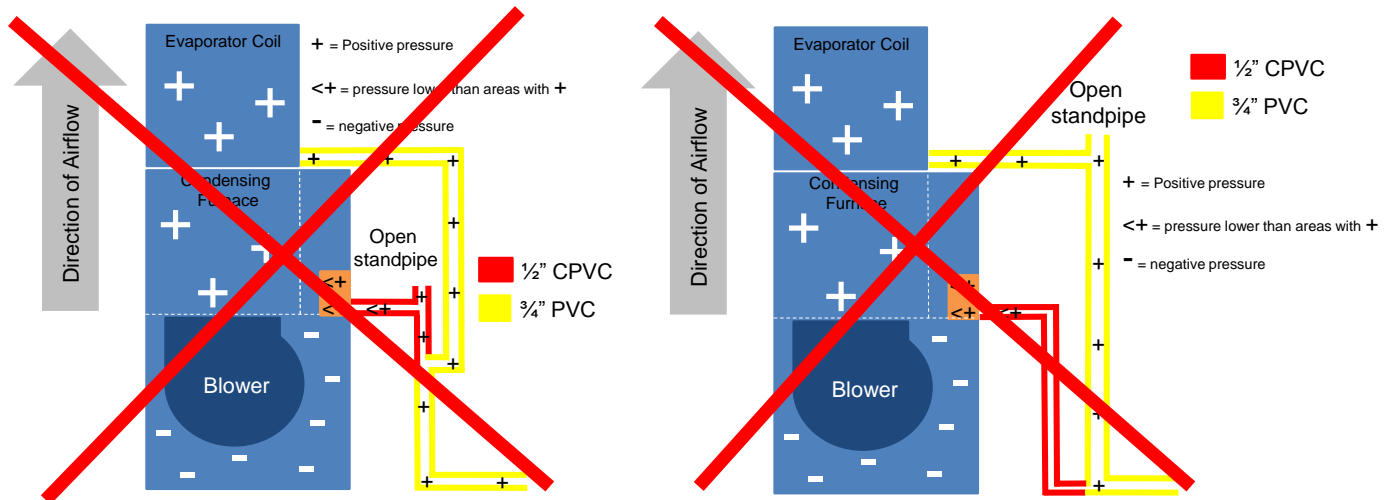 Evaporator Coil
+ = Positive pressure
<+ = pressure lower than areas with +
- = negative pressure
Direction of Airflow
Condensing
Furnace
Open
standpipe
½” CPVC
¾” PVC
<+
<+
<+
Blower
Evaporator Coil
½” CPVC
¾” PVC
Open
standpipe
Direction of Airflow
Condensing
Furnace
+ = Positive pressure
<+ = pressure lower than areas with +
- = negative pressure
<+
<+
<+
Blower